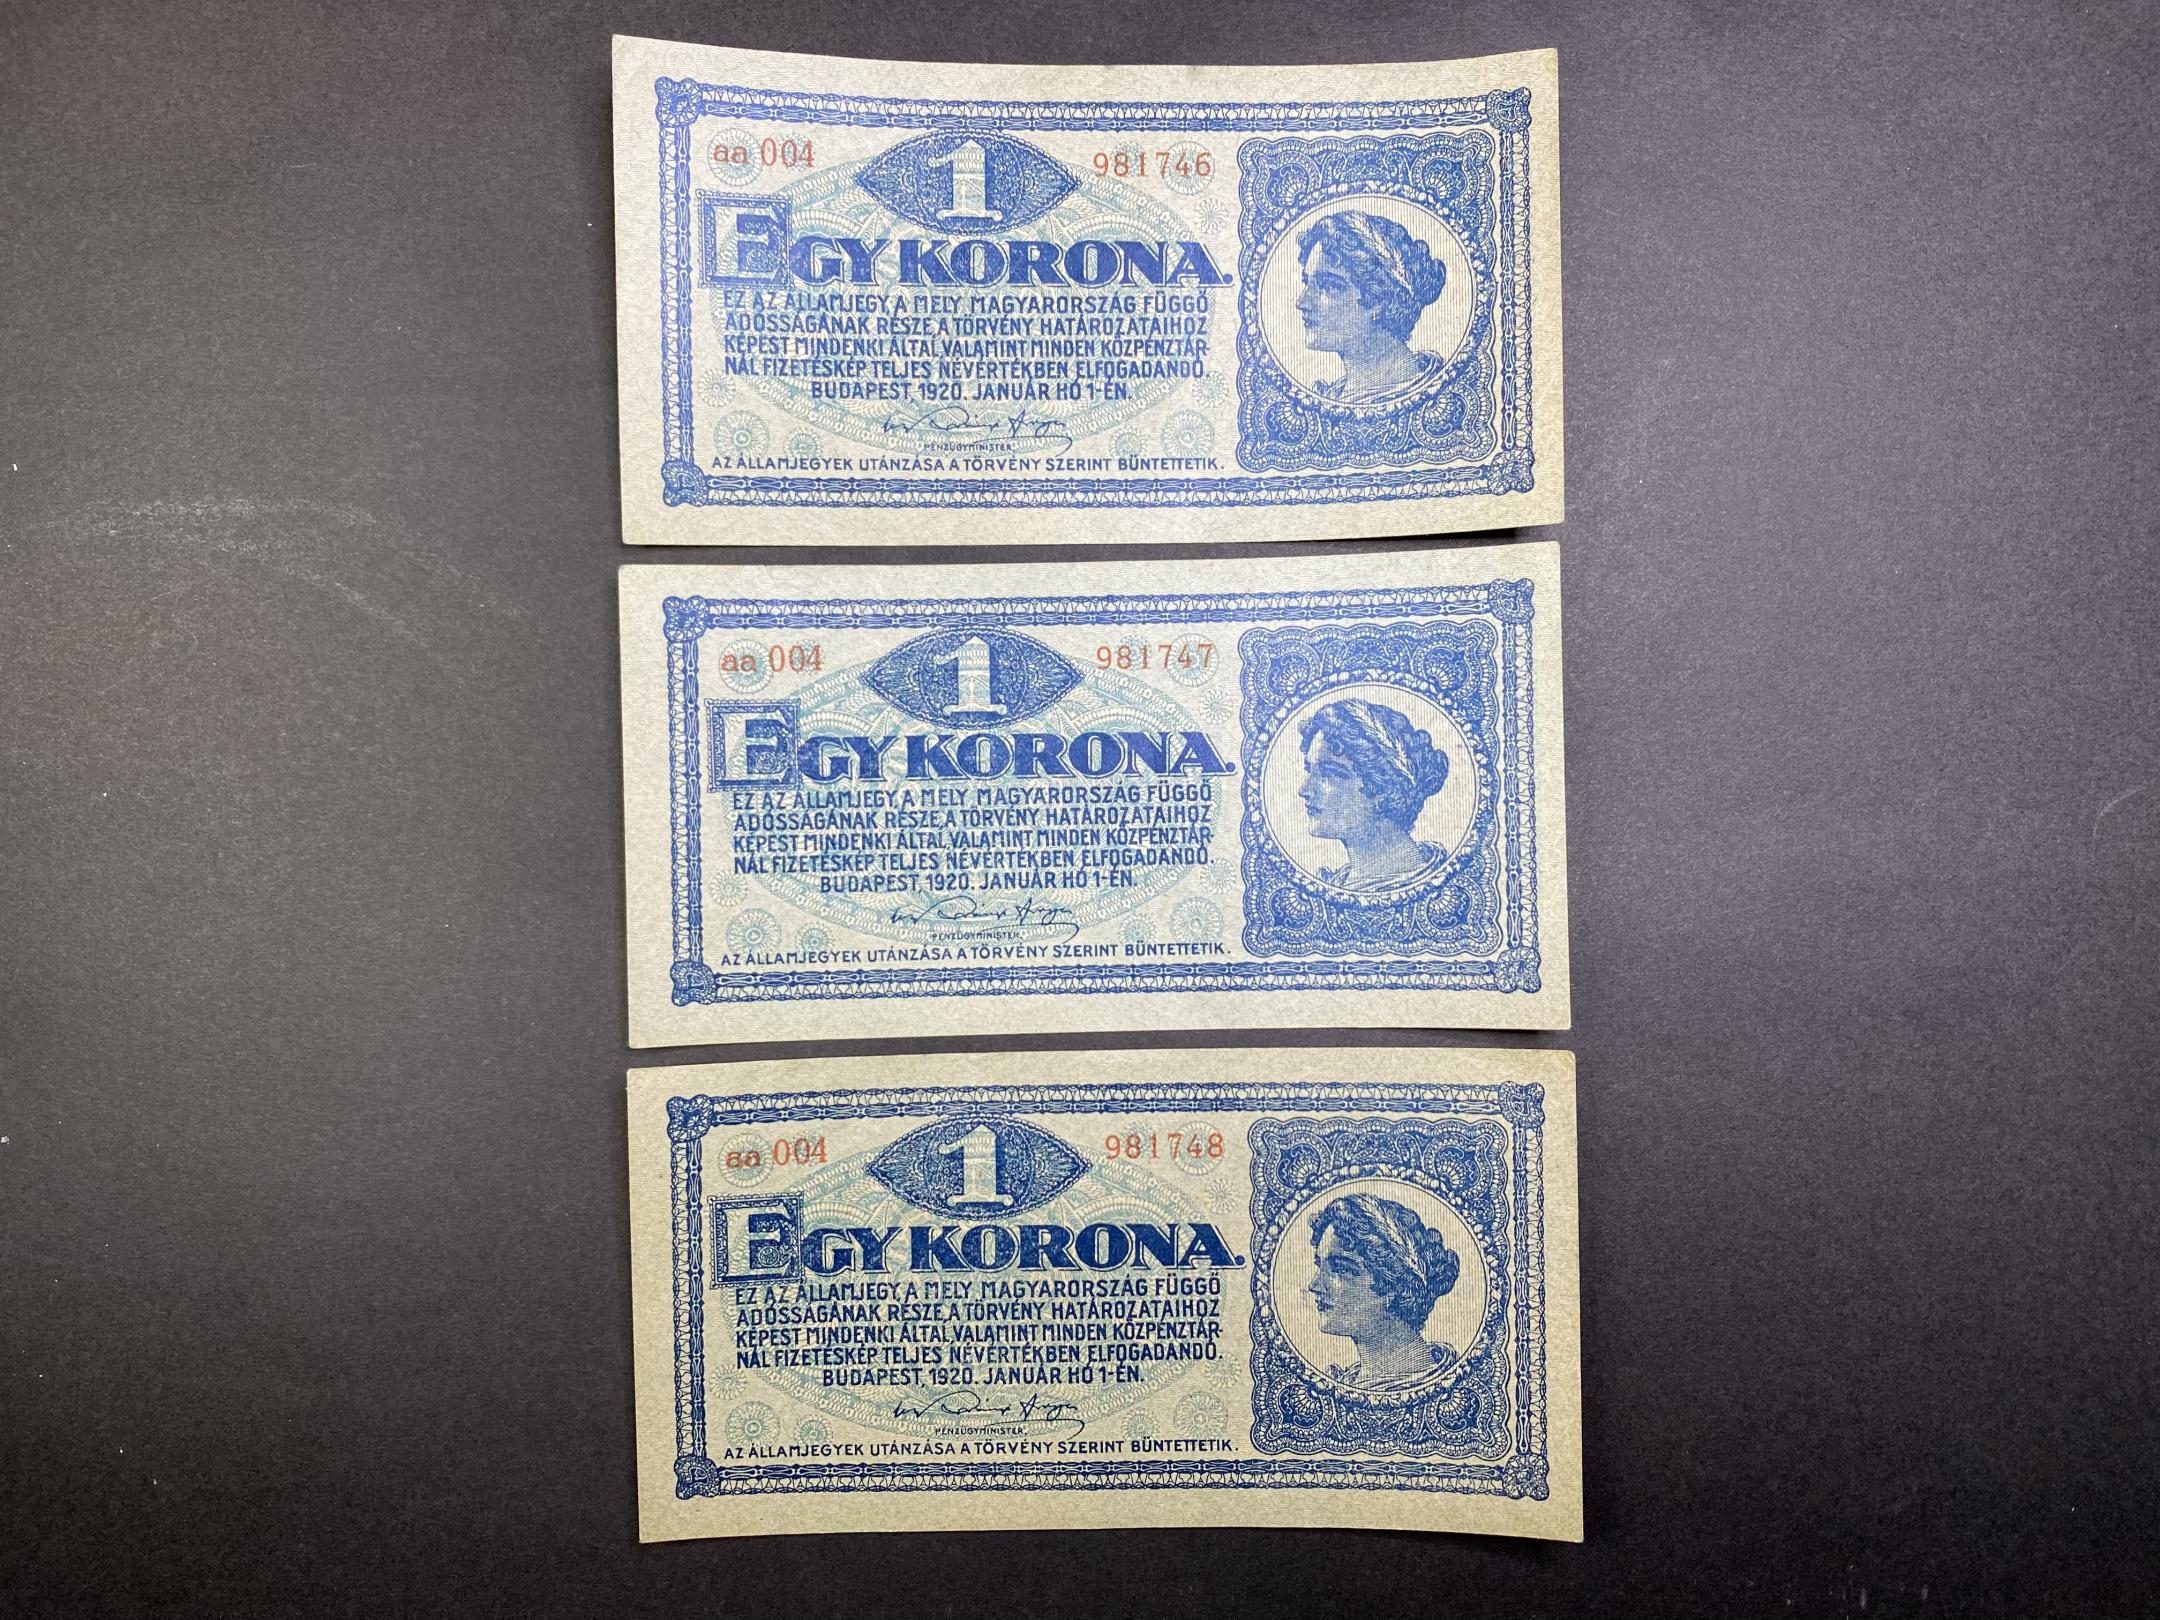 aa 004 1 981746
EGY KORONA.
EZ AZ ÁLLAMJEGY, A MELY MAGYARORSZÁG FÜGGŐ
ADÓSSÁGÁNAK RÉSZE, A TÖRVÉNY HATÁROZATAIHOZ
KÉPEST MINDENKI ÁLTAL, VALAMINT MINDEN KÖZPÉNZTÁR-
NÁL FIZETÉSKÉP TELJES NÉVÉRTÉKBEN ELFOGADANDÓ.
BUDAPEST, 1920. JANUÁR HÓ 1-ÉN.
PÉNZÜGYMINISTER.
AZ ÁLLAMJEGYEK UTÁNZÁSA A TÖRVÉNY SZERINT BÜNTETTETIK.
aa 004 1 981747
EGY KORONA.
EZ AZ ÁLLAMJEGY, A MELY MAGYARORSZÁG FÜGGŐ
ADÓSSÁGÁNAK RÉSZE, A TÖRVÉNY HATÁROZATAIHOZ
KÉPEST MINDENKI ÁLTAL, VALAMINT MINDEN KÖZPÉNZTÁR-
NÁL FIZETÉSKÉP TELJES NÉVÉRTÉKBEN ELFOGADANDÓ.
BUDAPEST, 1920. JANUÁR HÓ 1-ÉN.
PÉNZÜGYMINISTER.
AZ ÁLLAMJEGYEK UTÁNZÁSA A TÖRVÉNY SZERINT BÜNTETTETIK.
aa 004 1 981748
EGY KORONA.
EZ AZ ÁLLAMJEGY, A MELY MAGYARORSZÁG FÜGGŐ
ADÓSSÁGÁNAK RÉSZE, A TÖRVÉNY HATÁROZATAIHOZ
KÉPEST MINDENKI ÁLTAL, VALAMINT MINDEN KÖZPÉNZTÁR-
NÁL FIZETÉSKÉP TELJES NÉVÉRTÉKBEN ELFOGADANDÓ.
BUDAPEST, 1920. JANUÁR HÓ 1-ÉN.
PÉNZÜGYMINISTER.
AZ ÁLLAMJEGYEK UTÁNZÁSA A TÖRVÉNY SZERINT BÜNTETTETIK.